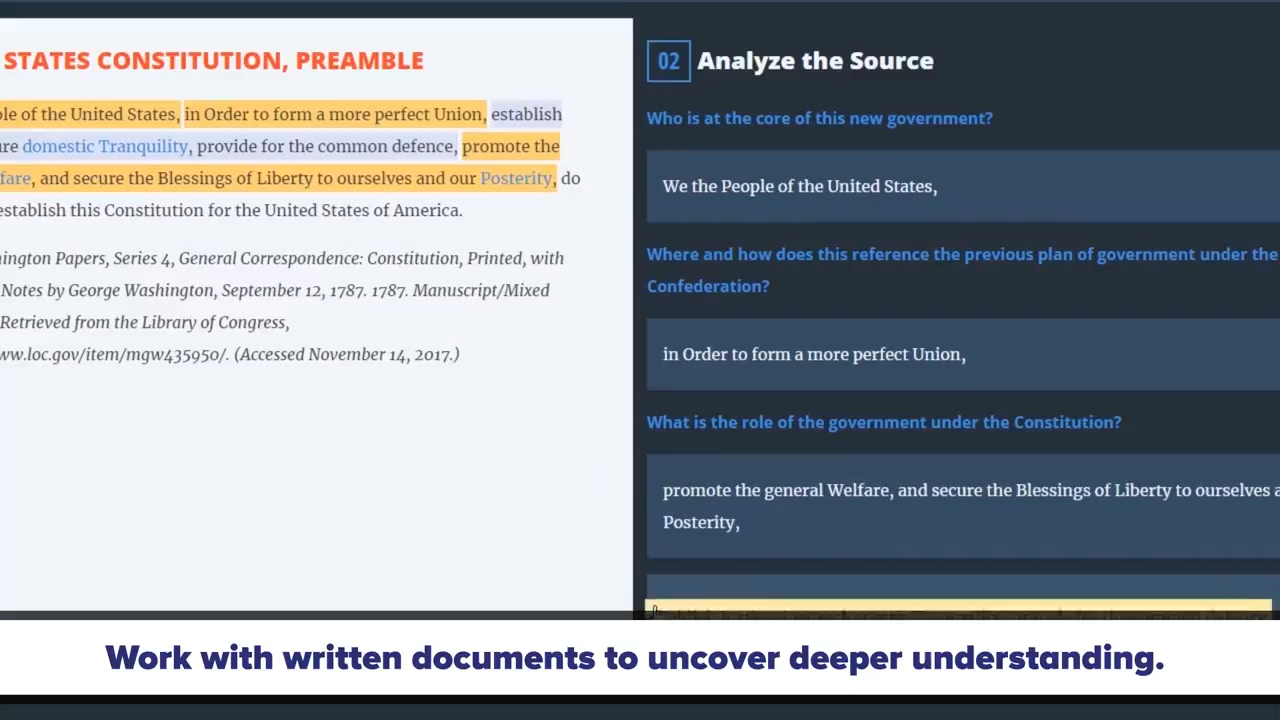 STATES CONSTITUTION, PREAMBLE
ple of the United States, in Order to form a more perfect Union, establish
ure domestic Tranquility, provide for the common defence, promote the
fare, and secure the Blessings of Liberty to ourselves and our Posterity, do
establish this Constitution for the United States of America.
ington Papers, Series 4, General Correspondence: Constitution, Printed, with
Notes by George Washington, September 12, 1787. 1787. Manuscript/Mixed
Retrieved from the Library of Congress,
ww.loc.gov/item/mgw435950/. (Accessed November 14, 2017.)
02 Analyze the Source
Who is at the core of this new government?
We the People of the United States,
Where and how does this reference the previous plan of government under the
Confederation?
in Order to form a more perfect Union,
What is the role of the government under the Constitution?
promote the general Welfare, and secure the Blessings of Liberty to ourselves a
Posterity,
Work with written documents to uncover deeper understanding.